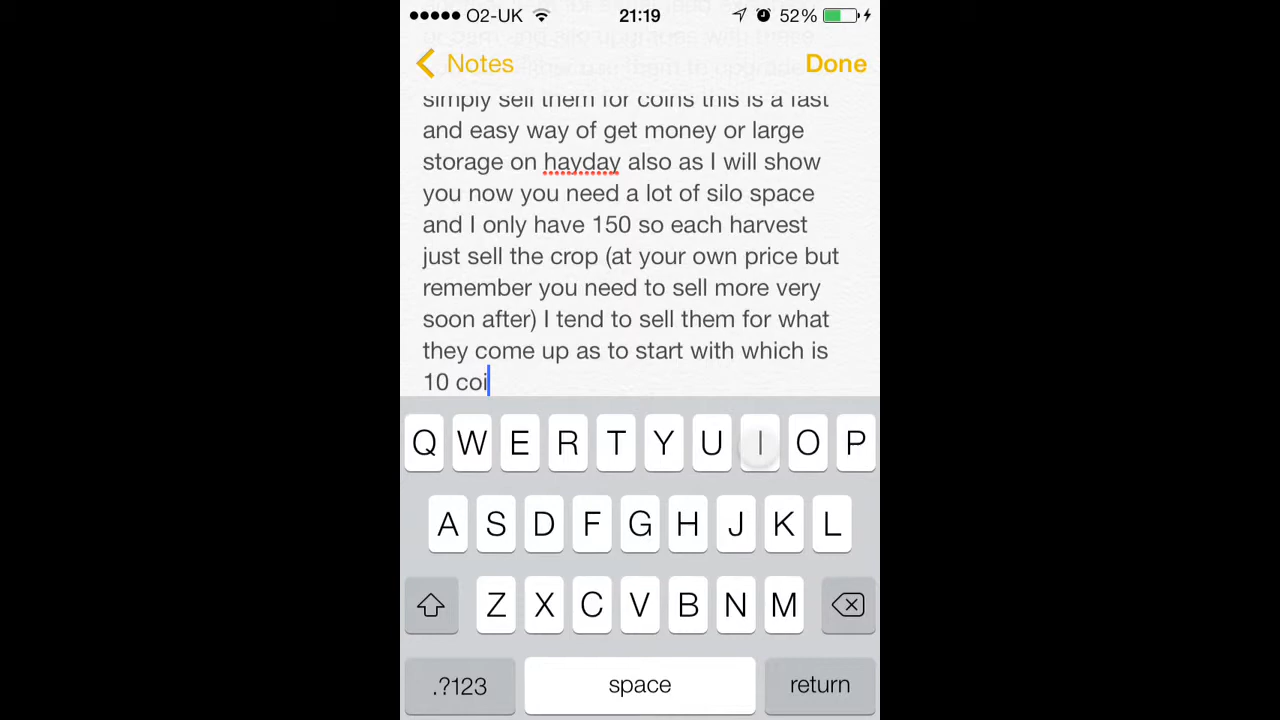 O2-UK 21:19 52%
Notes Done
simply sell them for coins this is a fast
and easy way of get money or large
storage on hayday also as I will show
you now you need a lot of silo space
and I only have 150 so each harvest
just sell the crop (at your own price but
remember you need to sell more very
soon after) I tend to sell them for what
they come up as to start with which is
10 coi
Q W E R T Y U I O P
A S D F G H J K L
Z X C V B N M
.?123 space return